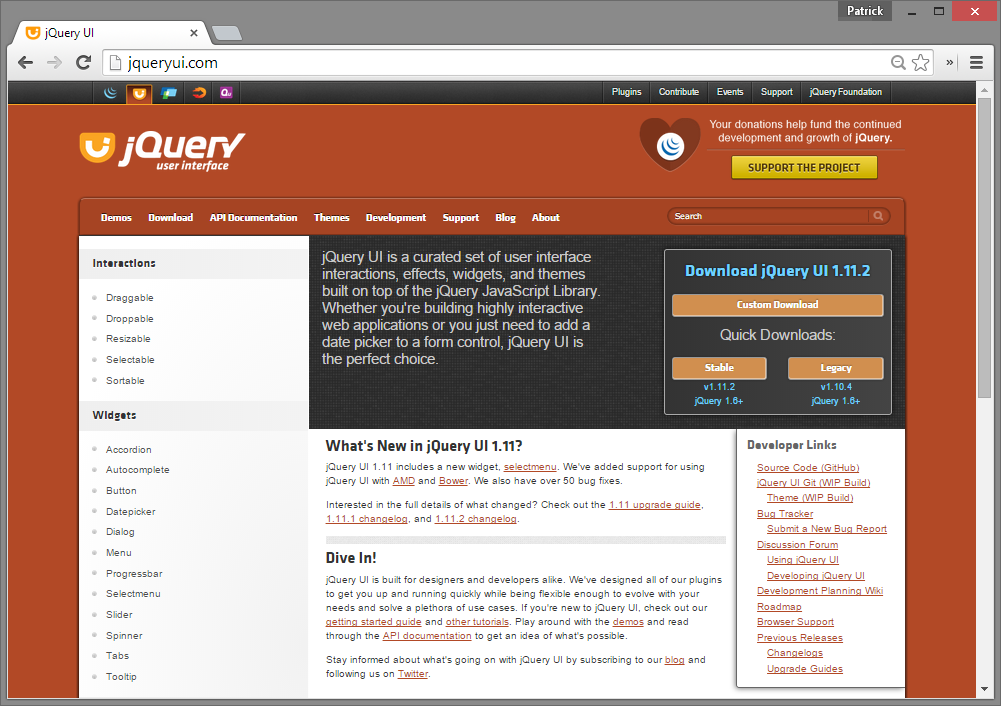 Patrick
jQuery UI
jqueryui.com
Plugins
Contribute
Events
Support
jQuery Foundation
jQuery
user interface
Your donations help fund the continued
development and growth of jQuery.
SUPPORT THE PROJECT
Demos
Download
API Documentation
Themes
Development
Support
Blog
About
Search
Interactions
Draggable
Droppable
Resizable
Selectable
Sortable
Widgets
Accordion
Autocomplete
Button
Datepicker
Dialog
Menu
Progressbar
Selectmenu
Slider
Spinner
Tabs
Tooltip
jQuery UI is a curated set of user interface
interactions, effects, widgets, and themes
built on top of the jQuery JavaScript Library.
Whether you're building highly interactive
web applications or you just need to add a
date picker to a form control, jQuery UI is
the perfect choice.
Download jQuery UI 1.11.2
Custom Download
Quick Downloads:
Stable
v1.11.2
jQuery 1.6+
Legacy
v1.10.4
jQuery 1.6+
What's New in jQuery UI 1.11?
jQuery UI 1.11 includes a new widget, selectmenu. We've added support for using
jQuery UI with AMD and Bower. We also have over 50 bug fixes.
Interested in the full details of what changed? Check out the 1.11 upgrade guide,
1.11.1 changelog, and 1.11.2 changelog.
Dive In!
jQuery UI is built for designers and developers alike. We've designed all of our plugins
to get you up and running quickly while being flexible enough to evolve with your
needs and solve a plethora of use cases. If you're new to jQuery UI, check out our
getting started guide and other tutorials. Play around with the demos and read
through the API documentation to get an idea of what's possible.
Stay informed about what's going on with jQuery UI by subscribing to our blog and
following us on Twitter.
Developer Links
Source Code (GitHub)
jQuery UI Git (WIP Build)
Theme (WIP Build)
Bug Tracker
Submit a New Bug Report
Discussion Forum
Using jQuery UI
Developing jQuery UI
Development Planning Wiki
Roadmap
Browser Support
Previous Releases
Changelogs
Upgrade Guides